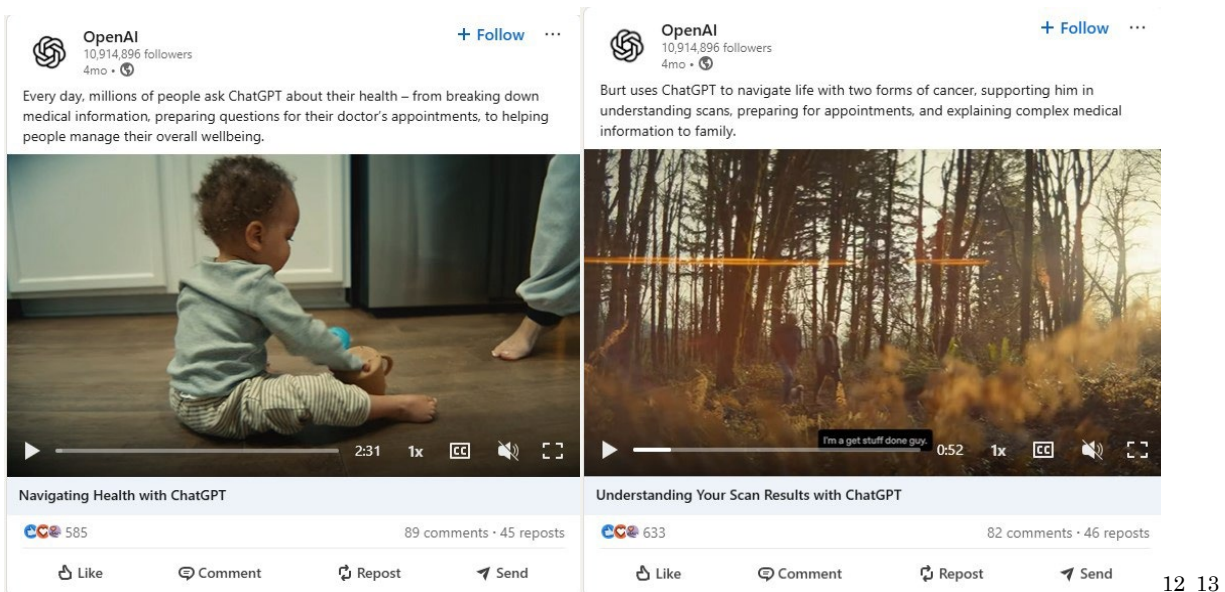 OpenAI
10,914,896 followers
4mo •
+ Follow ...
Every day, millions of people ask ChatGPT about their health – from breaking down
medical information, preparing questions for their doctor's appointments, to helping
people manage their overall wellbeing.
2:31 1x CC
Navigating Health with ChatGPT
585
89 comments • 45 reposts
Like Comment Repost Send
OpenAI
10,914,896 followers
4mo •
+ Follow ...
Burt uses ChatGPT to navigate life with two forms of cancer, supporting him in
understanding scans, preparing for appointments, and explaining complex medical
information to family.
I'm a get stuff done guy.
0:52 1x CC
Understanding Your Scan Results with ChatGPT
633
82 comments • 46 reposts
Like Comment Repost Send
12 13